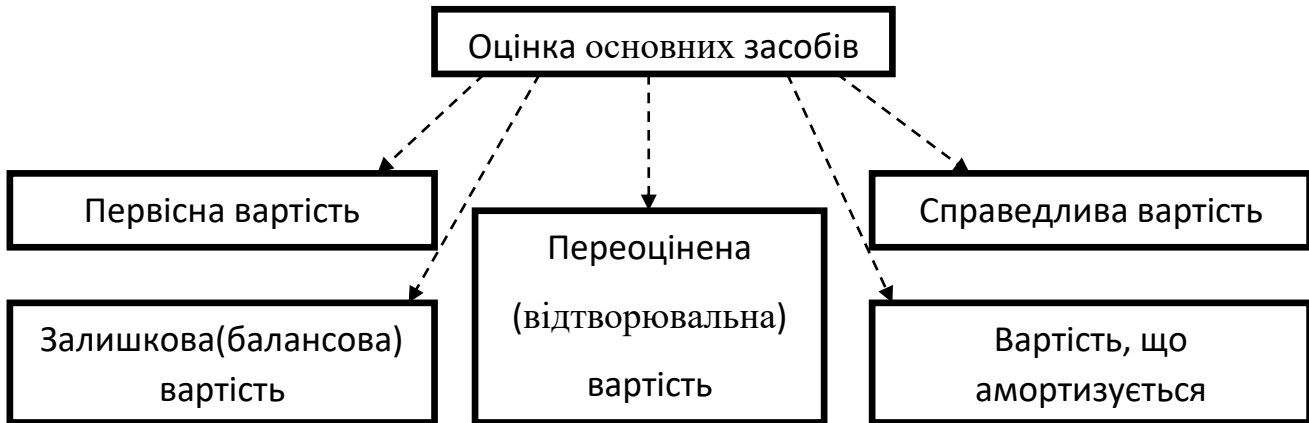 Оцінка основних засобів
Первісна вартість
Справедлива вартість
Переоцінена
(відтворювальна)
вартість
Залишкова(балансова)
вартість
Вартість, що
амортизується